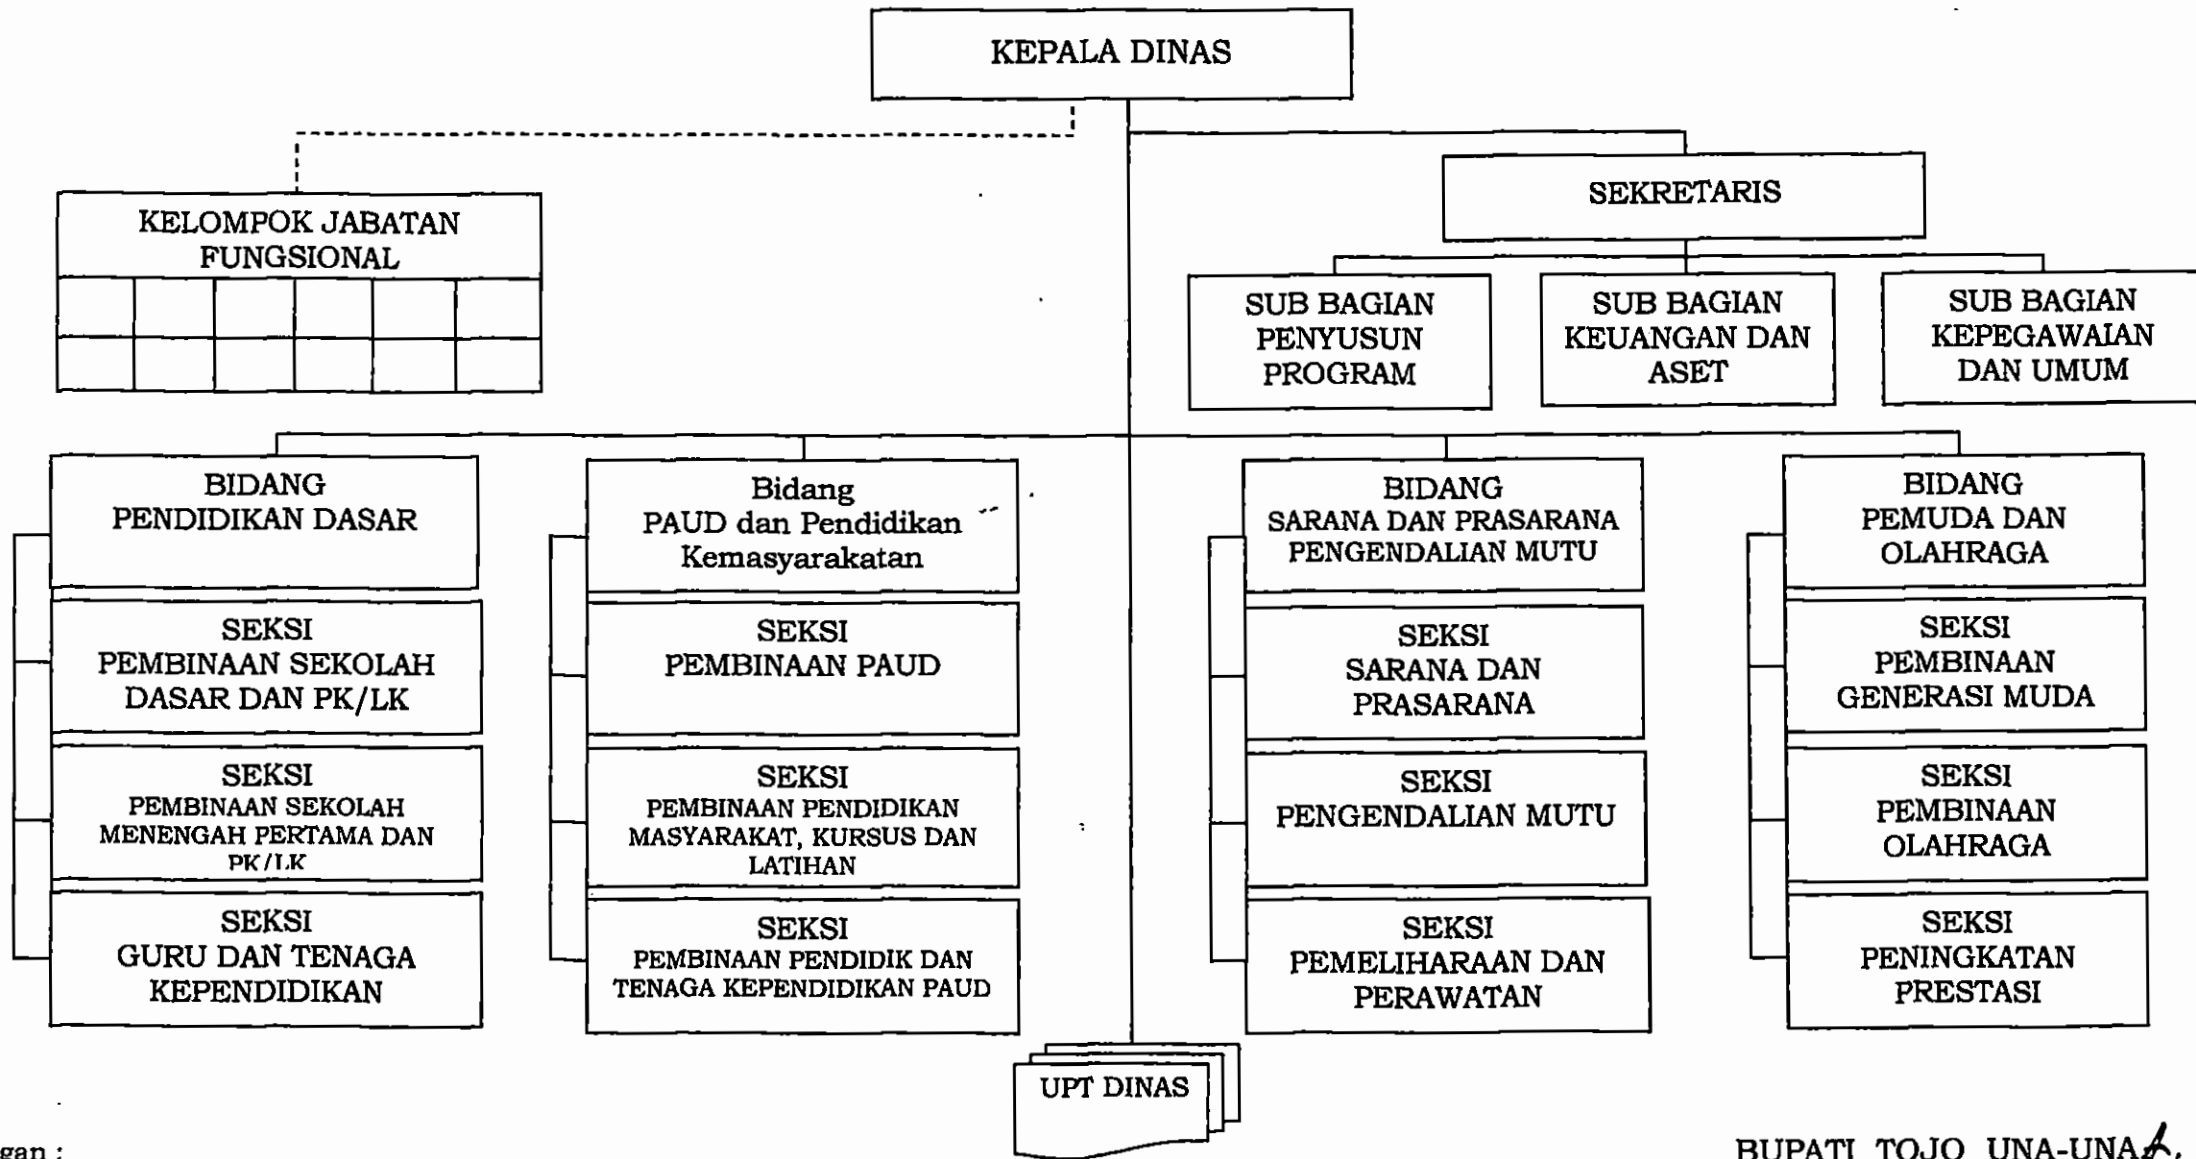 KEPALA DINAS
SEKRETARIS
KELOMPOK JABATAN
FUNGSIONAL
SUB BAGIAN
PENYUSUN
PROGRAM
SUB BAGIAN
KEUANGAN DAN
ASET
SUB BAGIAN
KEPEGAWAIAN
DAN UMUM
BIDANG
PENDIDIKAN DASAR
SEKSI
PEMBINAAN SEKOLAH
DASAR DAN PK/LK
SEKSI
PEMBINAAN SEKOLAH
MENENGAH PERTAMA DAN
PK/LK
SEKSI
GURU DAN TENAGA
KEPENDIDIKAN
Bidang
PAUD dan Pendidikan
Kemasyarakatan
SEKSI
PEMBINAAN PAUD
SEKSI
PEMBINAAN PENDIDIKAN
MASYARAKAT, KURSUS DAN
LATIHAN
SEKSI
PEMBINAAN PENDIDIK DAN
TENAGA KEPENDIDIKAN PAUD
BIDANG
SARANA DAN PRASARANA
PENGENDALIAN MUTU
SEKSI
SARANA DAN
PRASARANA
SEKSI
PENGENDALIAN MUTU
SEKSI
PEMELIHARAAN DAN
PERAWATAN
BIDANG
PEMUDA DAN
OLAHRAGA
SEKSI
PEMBINAAN
GENERASI MUDA
SEKSI
PEMBINAAN
OLAHRAGA
SEKSI
PENINGKATAN
PRESTASI
UPT DINAS
gan :
BUPATI TOJO UNA-UNA,